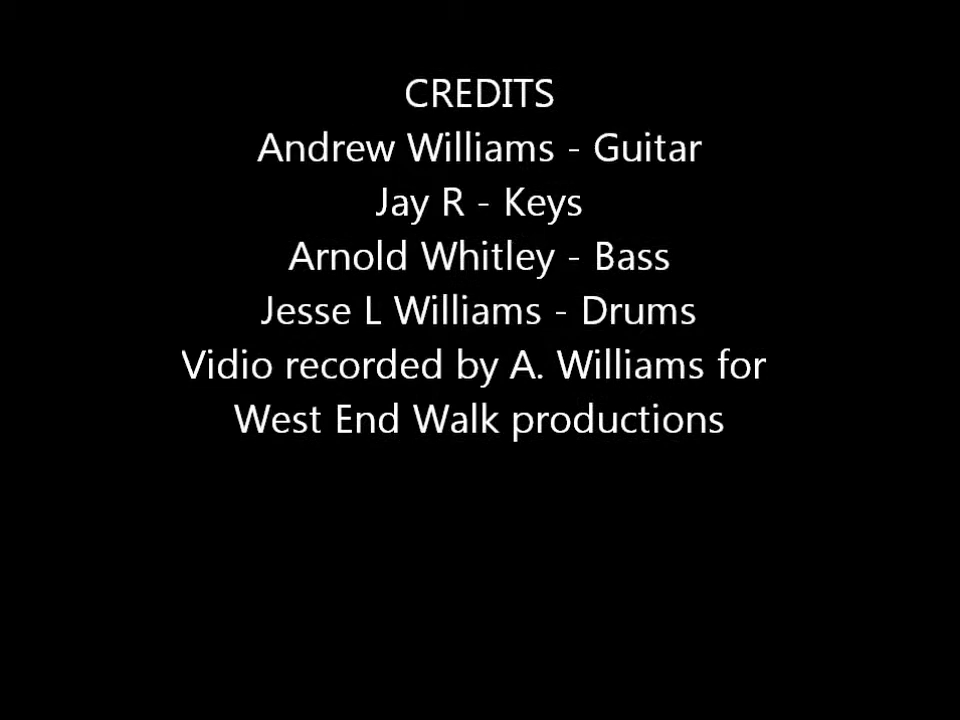 CREDITS
Andrew Williams - Guitar
Jay R - Keys
Arnold Whitley - Bass
Jesse L Williams - Drums
Vidio recorded by A. Williams for
West End Walk productions